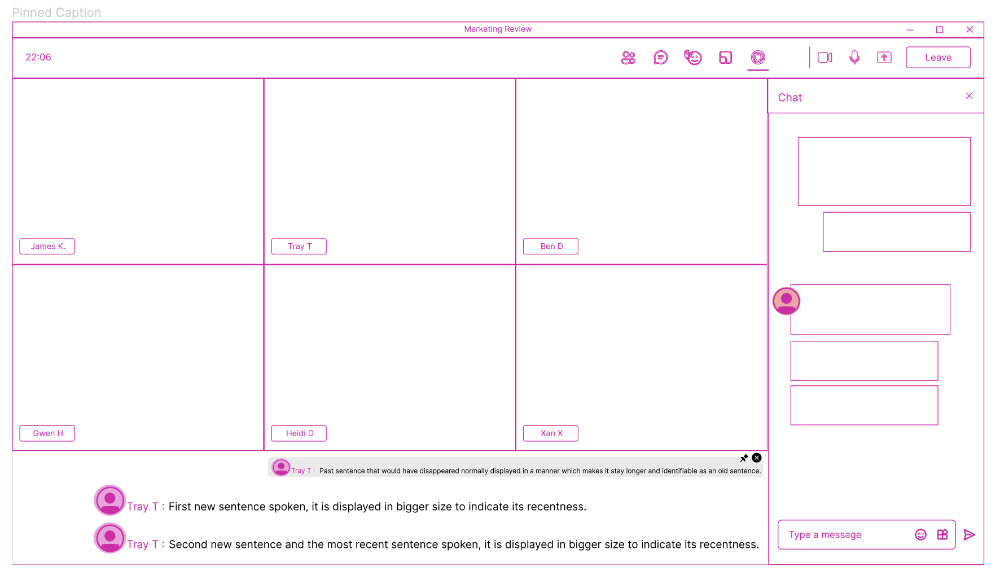 Pinned Caption
Marketing Review
22:06
Leave
Chat
James K.
Tray T
Ben D
Gwen H
Heidi D
Xan X
Tray T : Past sentence that would have disappeared normally displayed in a manner which makes it stay longer and identifiable as an old sentence.
Tray T : First new sentence spoken, it is displayed in bigger size to indicate its recentness.
Tray T : Second new sentence and the most recent sentence spoken, it is displayed in bigger size to indicate its recentness.
Type a message